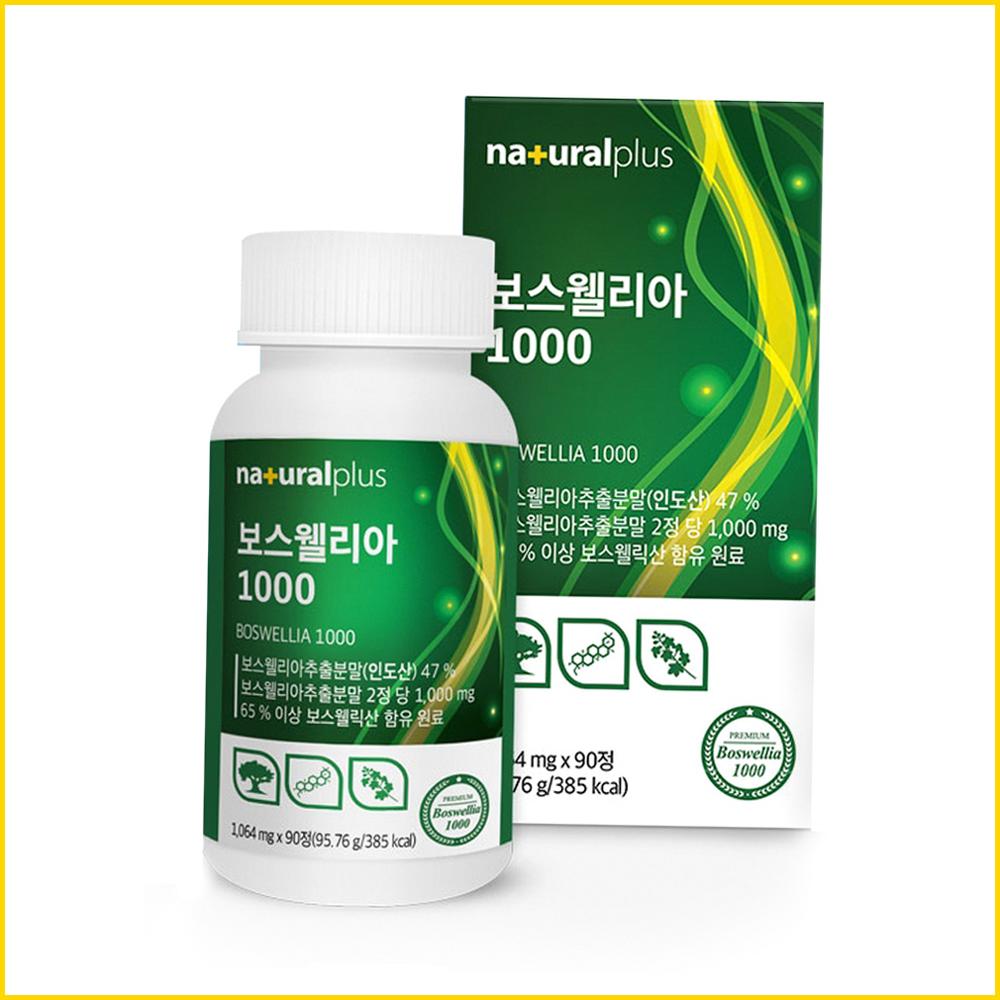 na+uralplus
보스웰리아
1000
BOSWELLIA 1000
보스웰리아추출분말(인도산) 47 %
보스웰리아추출분말 2정 당 1,000 mg
65 % 이상 보스웰릭산 함유 원료
PREMIUM
Boswellia
1000
1,064 mg x 90정(95.76 g/385 kcal)
na+uralplus
보스웰리아
1000
WELLIA 1000
스웰리아추출분말(인도산) 47 %
스웰리아추출분말 2정 당 1,000 mg
% 이상 보스웰릭산 함유 원료
PREMIUM
Boswellia
1000
4 mg x 90정
76 g/385 kcal)